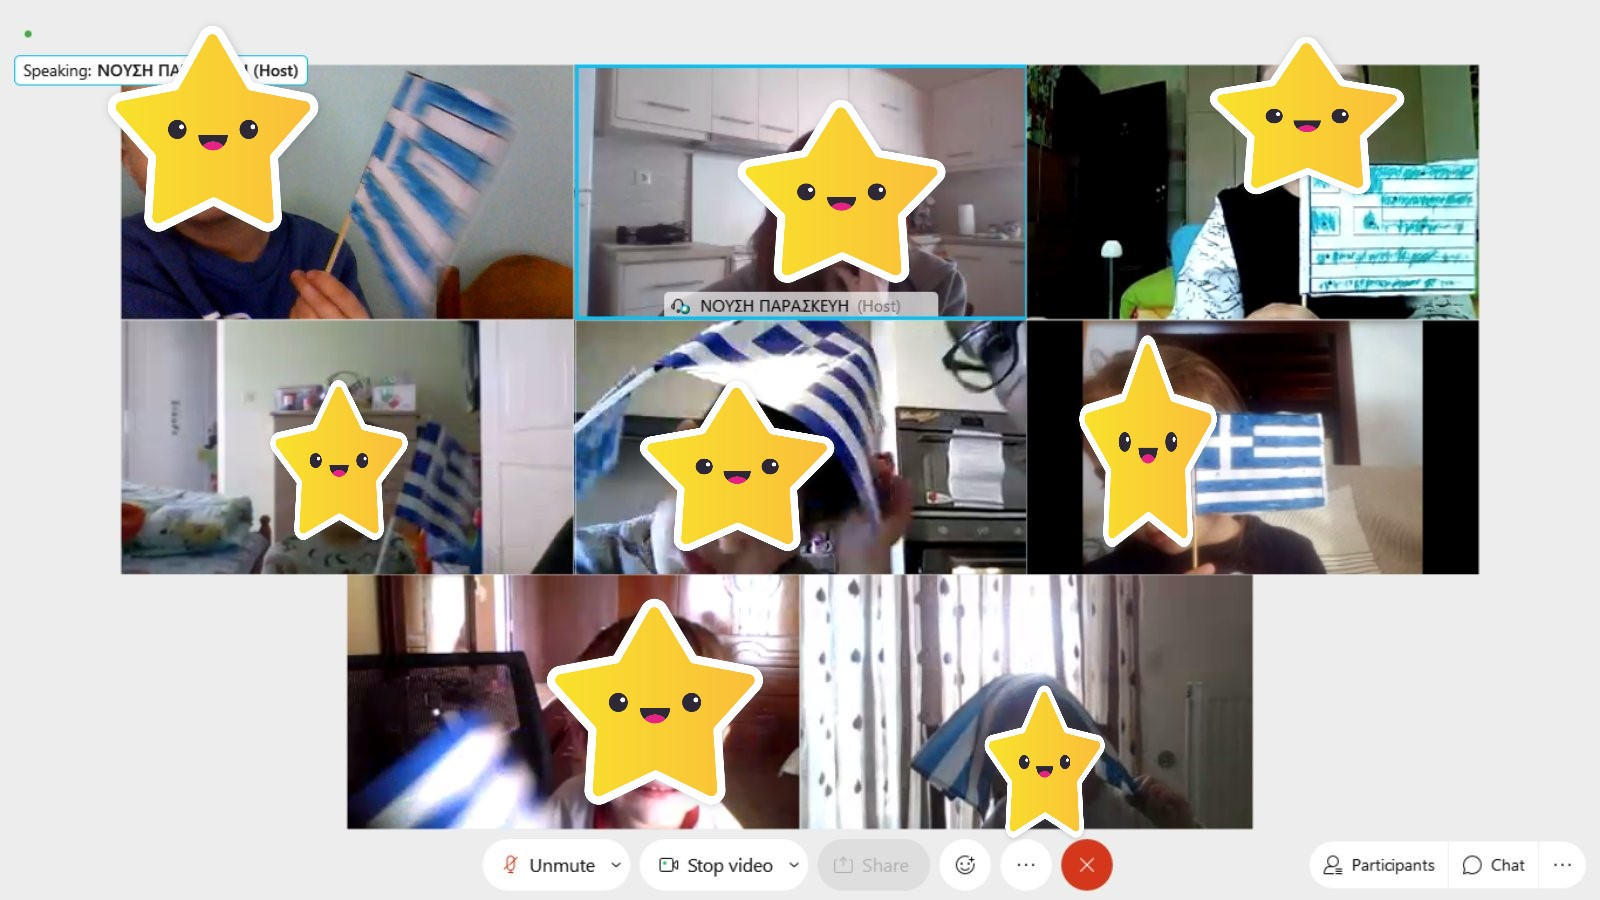 Speaking: ΝΟΥΣΗ ΠΑ (Host)
ΝΟΥΣΗ ΠΑΡΑΣΚΕΥΗ (Host)
Unmute
Stop video
Share
Participants
Chat